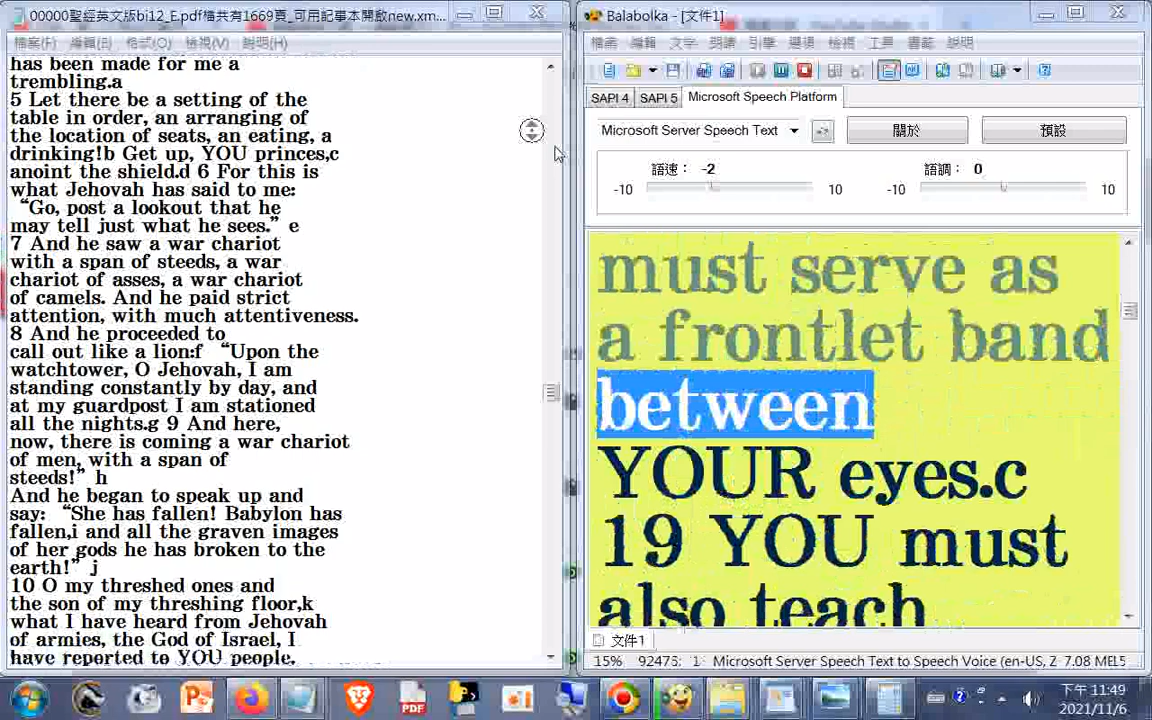 00000聖經英文版bi12_E.pdf檔共有1669頁_可用記事本開啟new.xm...
檔案(F) 編輯(E) 格式(O) 檢視(V) 說明(H)
has been made for me a
trembling.a
5 Let there be a setting of the
table in order, an arranging of
the location of seats, an eating, a
drinking!b Get up, YOU princes,c
anoint the shield.d 6 For this is
what Jehovah has said to me:
“Go, post a lookout that he
may tell just what he sees.” e
7 And he saw a war chariot
with a span of steeds, a war
chariot of asses, a war chariot
of camels. And he paid strict
attention, with much attentiveness.
8 And he proceeded to
call out like a lion:f “Upon the
watchtower, O Jehovah, I am
standing constantly by day, and
at my guardpost I am stationed
all the nights.g 9 And here,
now, there is coming a war chariot
of men, with a span of
steeds!” h
And he began to speak up and
say: “She has fallen! Babylon has
fallen,i and all the graven images
of her gods he has broken to the
earth!” j
10 O my threshed ones and
the son of my threshing floor,k
what I have heard from Jehovah
of armies, the God of Israel, I
have reported to YOU people.
Balabolka - [文件1]
檔案 編輯 文字 朗讀 引擎 選項 檢視 工具 書籤 說明
SAPI 4 SAPI 5 Microsoft Speech Platform
Microsoft Server Speech Text 關於 預設
語速： -2 語調： 0
-10 10 -10 10
must serve as
a frontlet band
between
YOUR eyes.c
19 YOU must
also teach
文件1
15% 92473: 1 Microsoft Server Speech Text to Speech Voice (en-US, Z 7.08 МБ
PDF
下午 11:49
2021/11/6